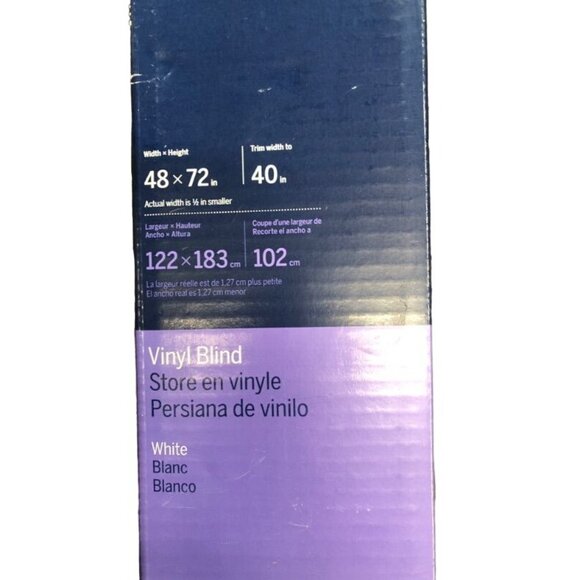 Width × Height
48 × 72 in
Trim width to
40 in
Actual width is ½ in smaller
Largeur × Hauteur
Ancho × Altura
122 × 183 cm
Coupe d'une largeur de
Recorte el ancho a
102 cm
La largeur réelle est de 1,27 cm plus petite
El ancho real es 1,27 cm menor
Vinyl Blind
Store en vinyle
Persiana de vinilo
White
Blanc
Blanco